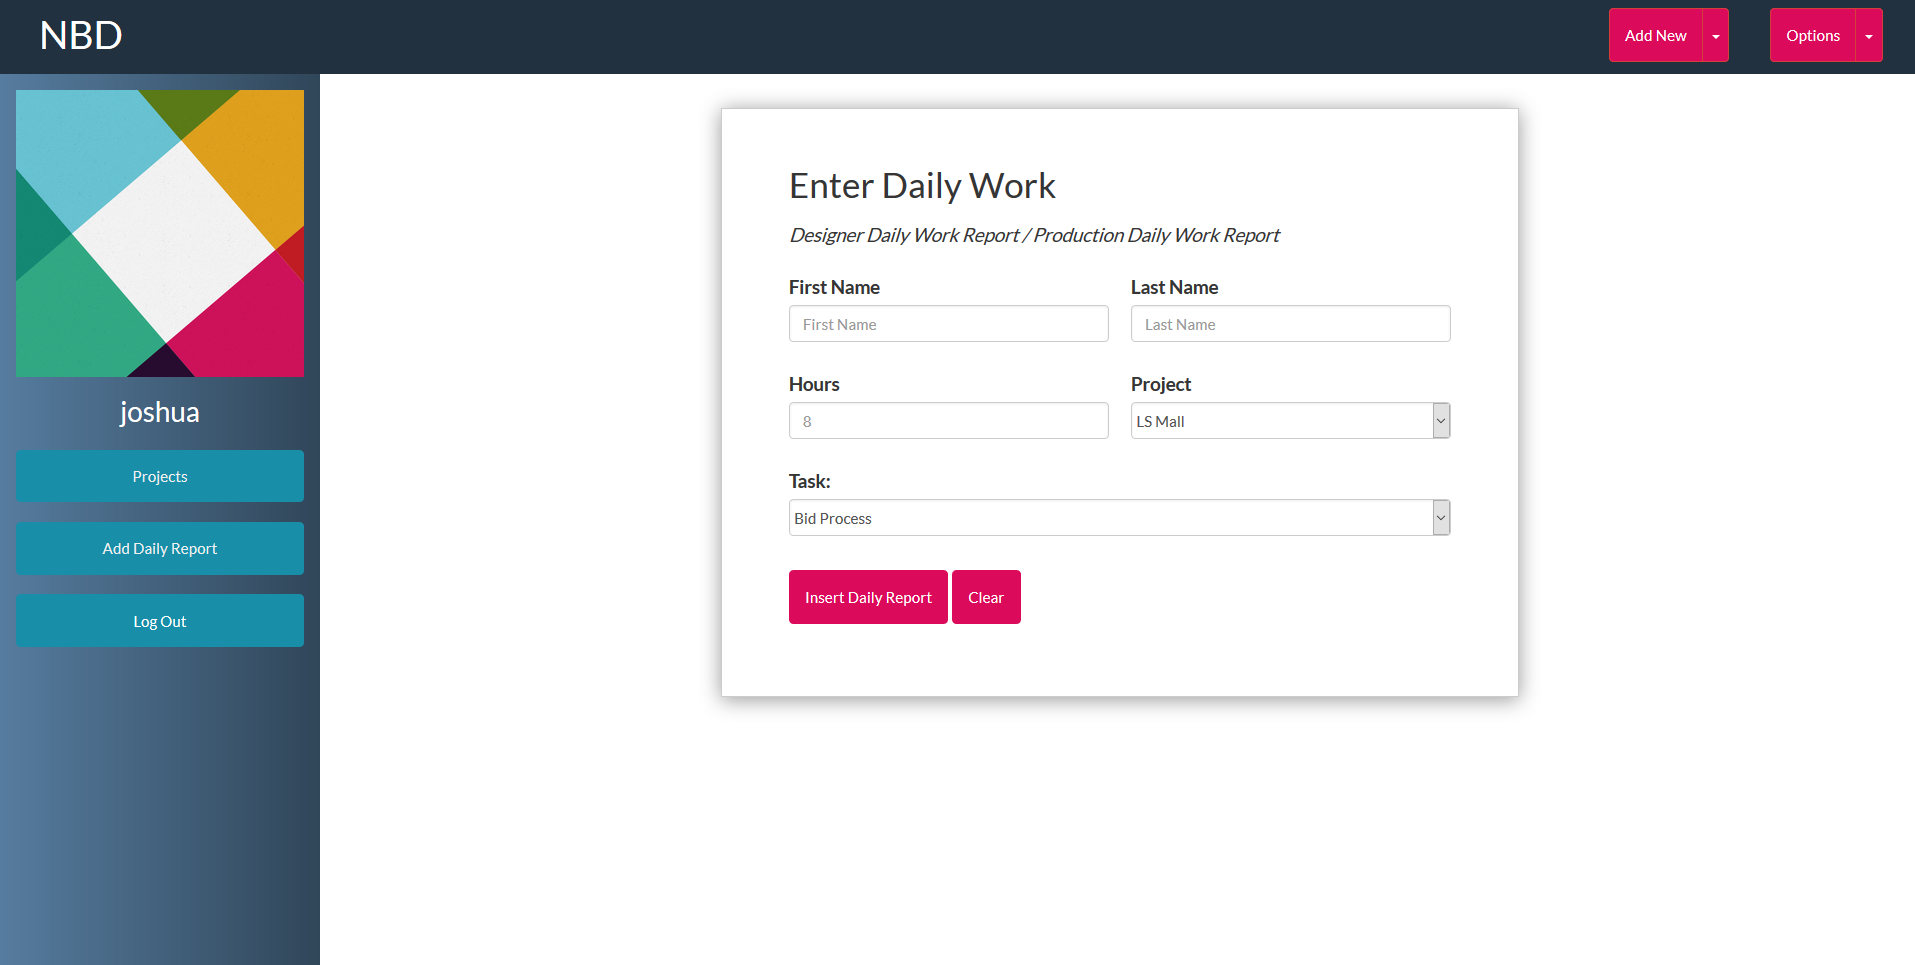 NBD
Add New
Options
joshua
Projects
Add Daily Report
Log Out
Enter Daily Work
Designer Daily Work Report / Production Daily Work Report
First Name
Last Name
First Name
Last Name
Hours
Project
8
LS Mall
Task:
Bid Process
Insert Daily Report
Clear